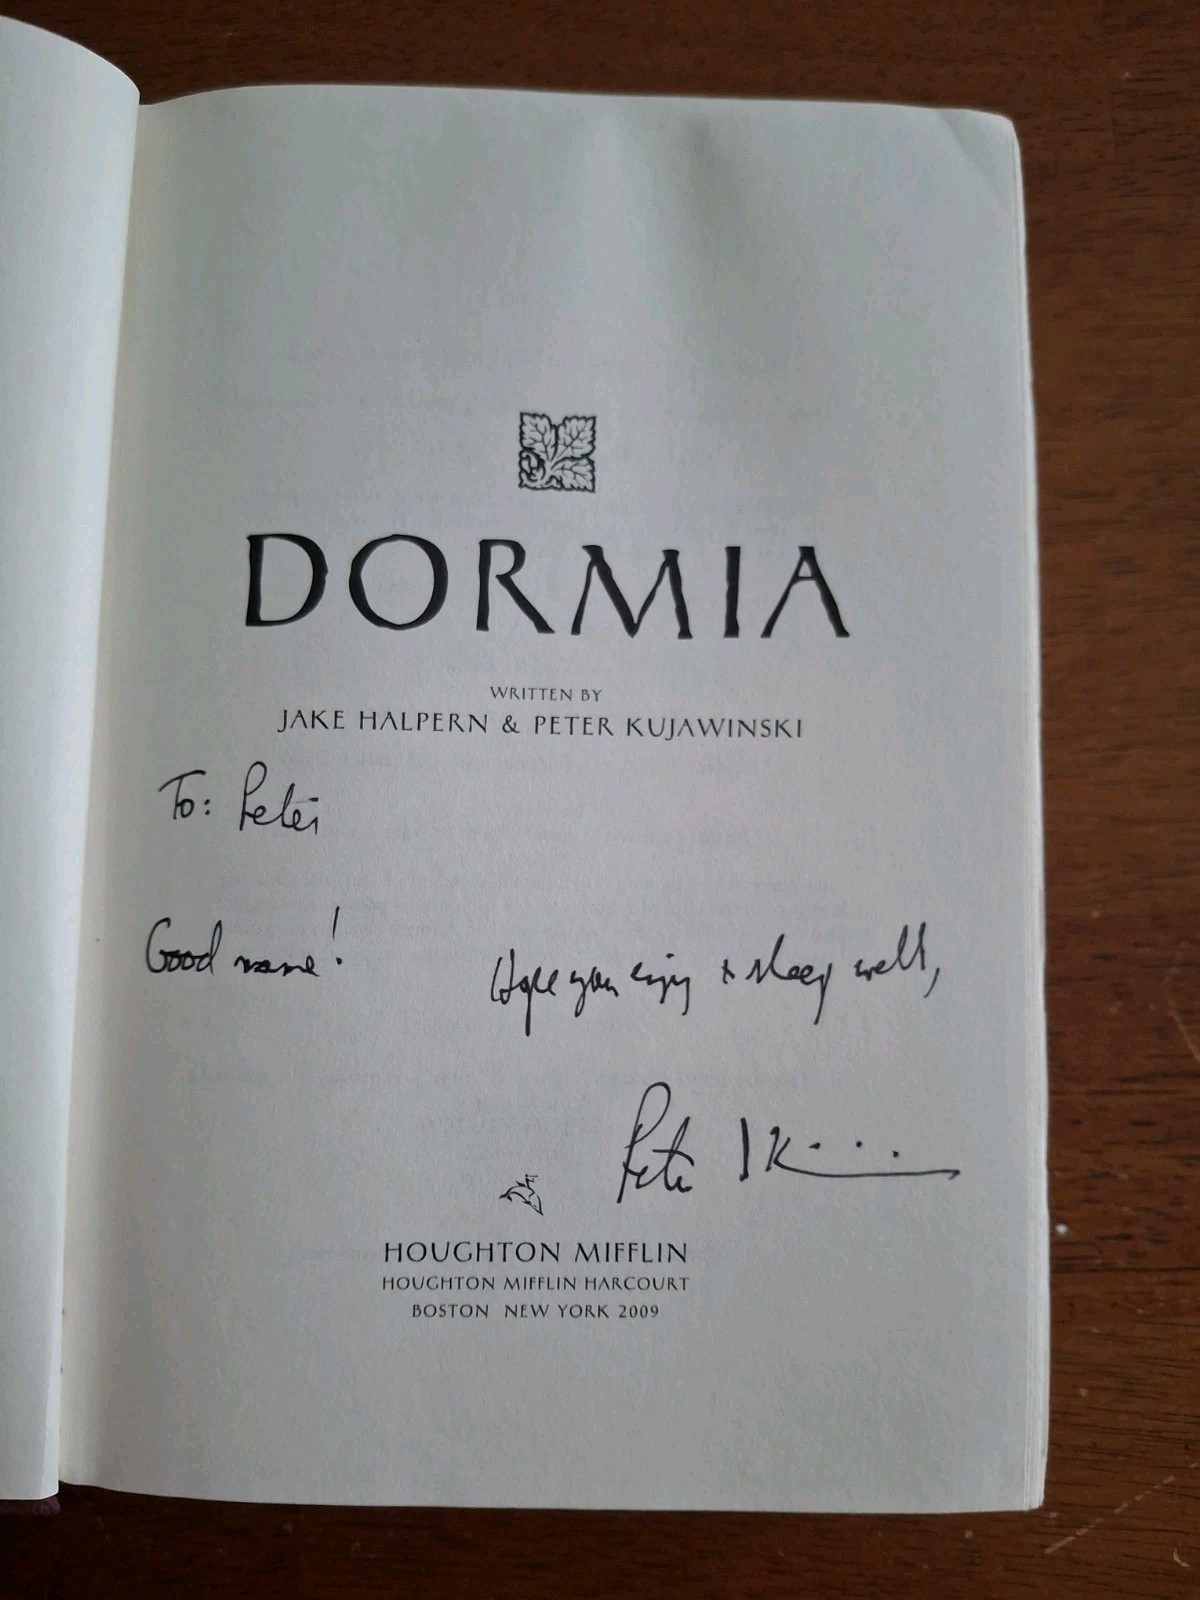 DORMIA
WRITTEN BY
JAKE HALPERN & PETER KUJAWINSKI
To: Peter
Good name!
Hope you enjoy & sleep well,
Peter
HOUGHTON MIFFLIN
HOUGHTON MIFFLIN HARCOURT
BOSTON NEW YORK 2009